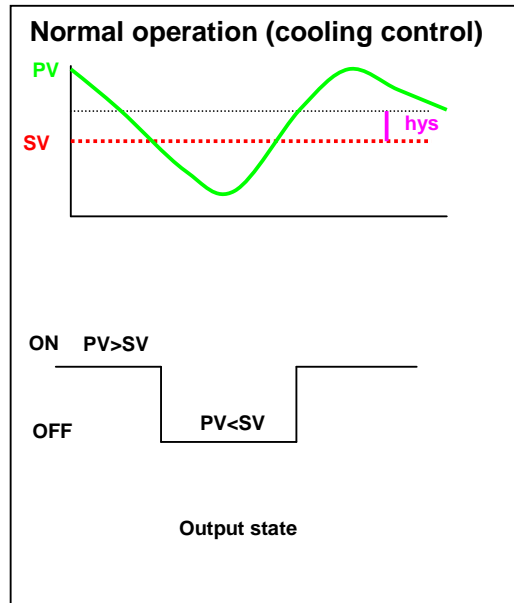 Normal operation (cooling control)
PV
hys
SV
ON PV>SV
PV<SV
OFF
Output state